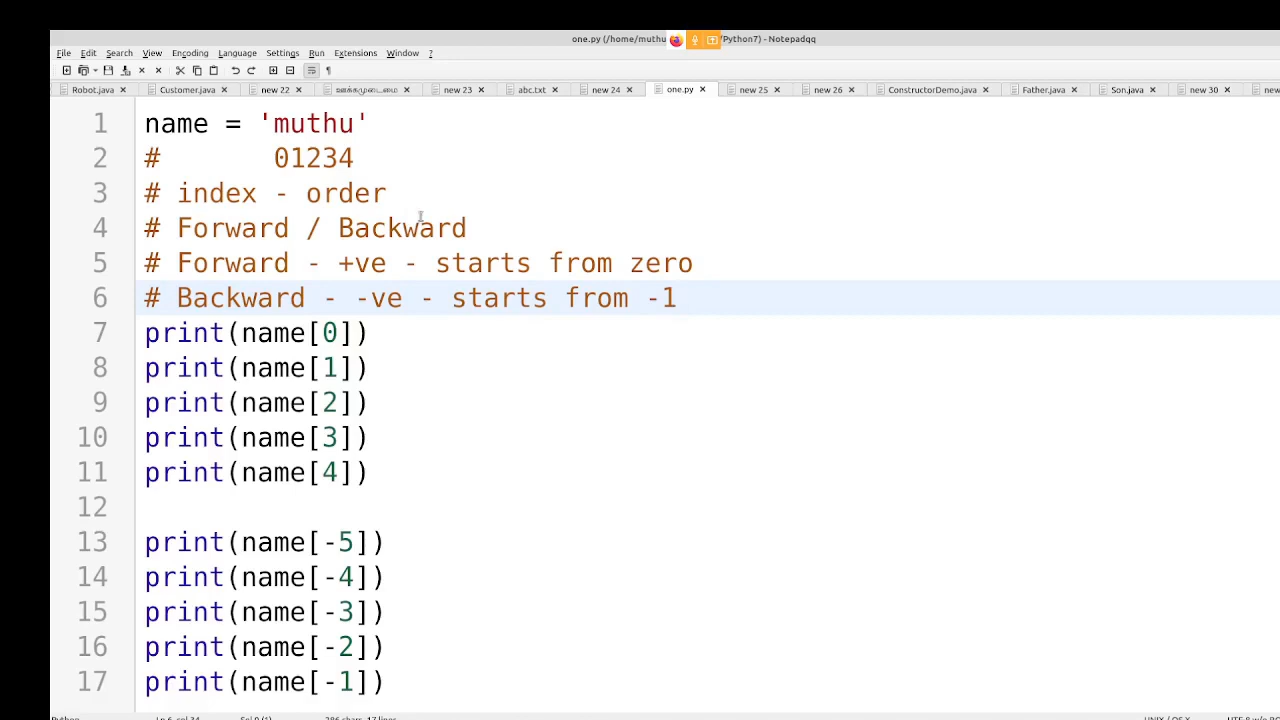 one.py (/home/muthu /Python7) - Notepadqq
File Edit Search View Encoding Language Settings Run Extensions Window ?
Robot.java Customer.java new 22 ஊக்கமுடைமை new 23 abc.txt new 24 one.py new 25 new 26 ConstructorDemo.java Father.java Son.java new 30 new
1 name = 'muthu'
2 # 01234
3 # index - order
4 # Forward / Backward
5 # Forward - +ve - starts from zero
6 # Backward - -ve - starts from -1
7 print(name[0])
8 print(name[1])
9 print(name[2])
10 print(name[3])
11 print(name[4])
12
13 print(name[-5])
14 print(name[-4])
15 print(name[-3])
16 print(name[-2])
17 print(name[-1])